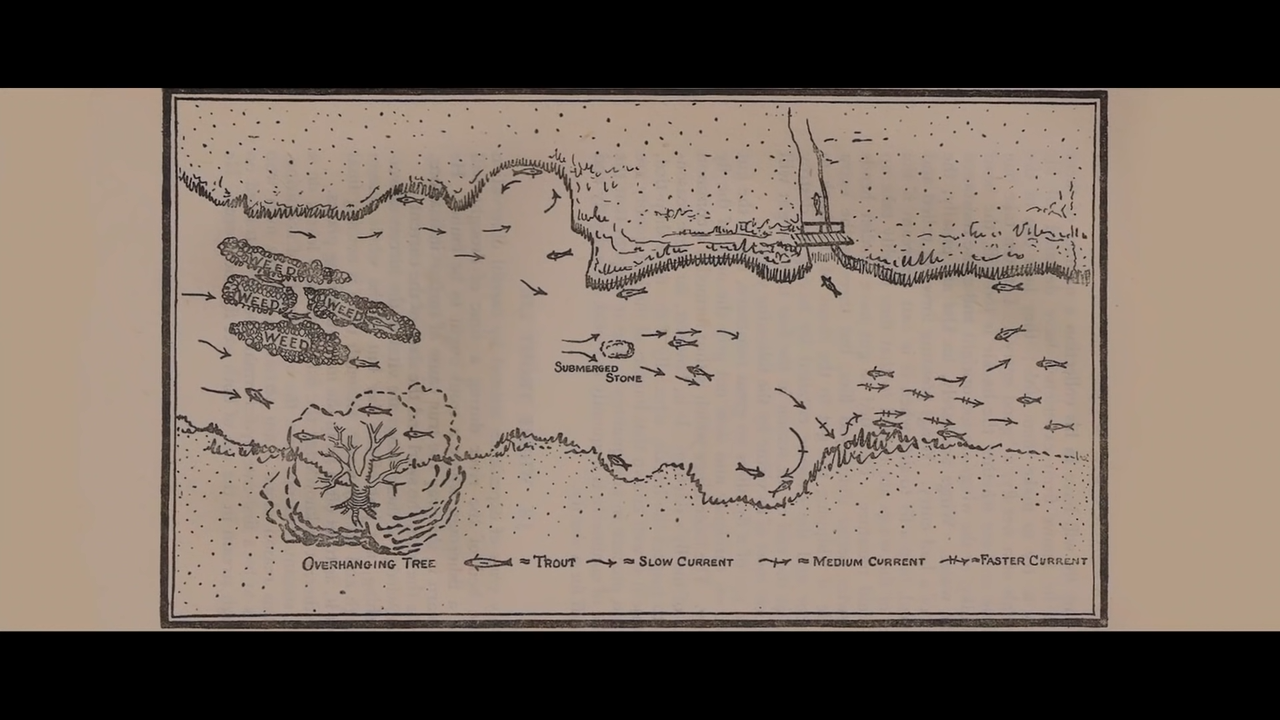 WEED
WEED
WEED
WEED
SUBMERGED
STONE
OVERHANGING TREE
= TROUT
= SLOW CURRENT
= MEDIUM CURRENT
= FASTER CURRENT